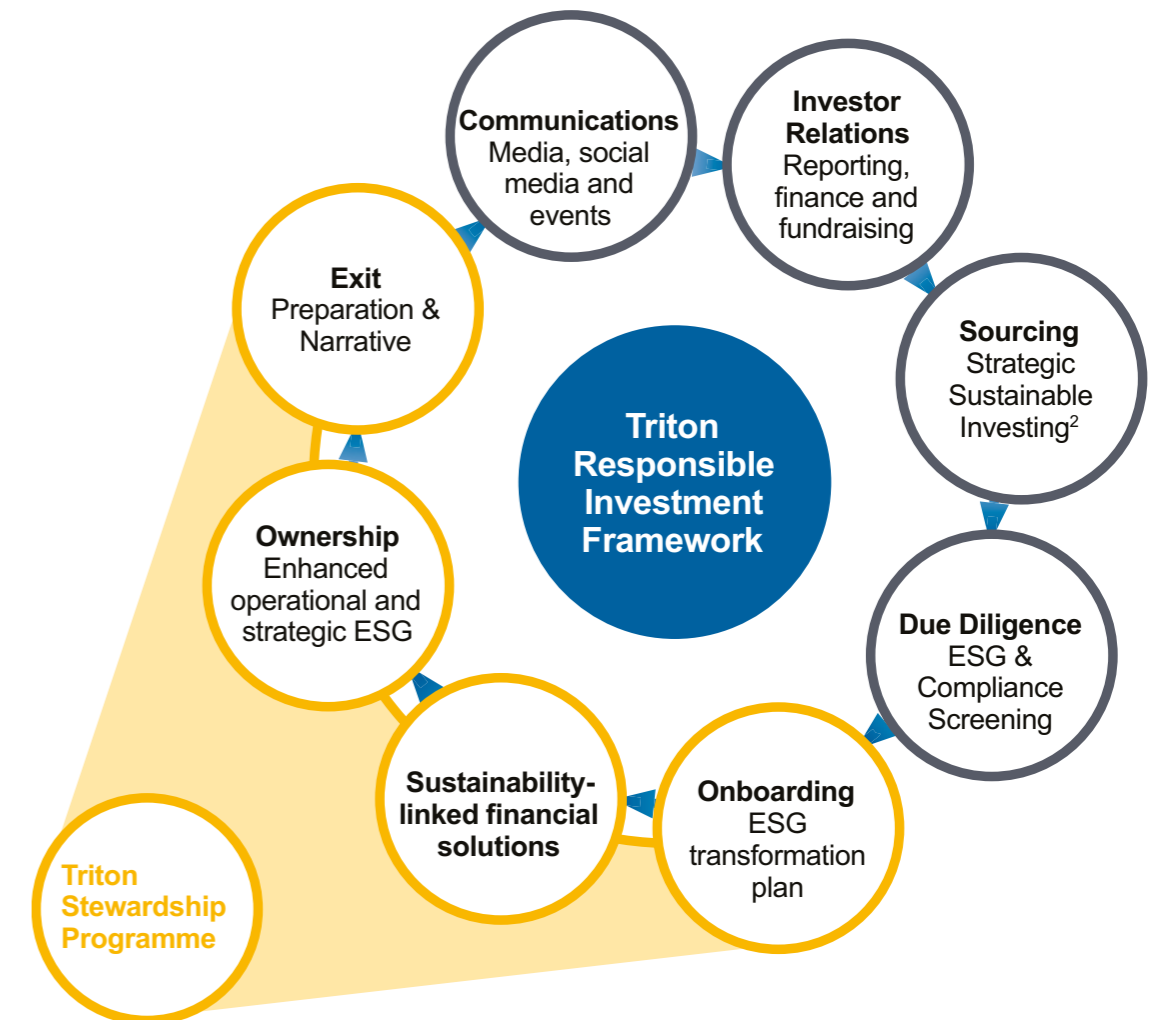 Communications
Media, social
media and
events
Investor
Relations
Reporting,
finance and
fundraising
Sourcing
Strategic
Sustainable
Investing²
Due Diligence
ESG &
Compliance
Screening
Onboarding
ESG
transformation
plan
Sustainability-
linked financial
solutions
Ownership
Enhanced
operational and
strategic ESG
Exit
Preparation &
Narrative
Triton
Responsible
Investment
Framework
Triton
Stewardship
Programme